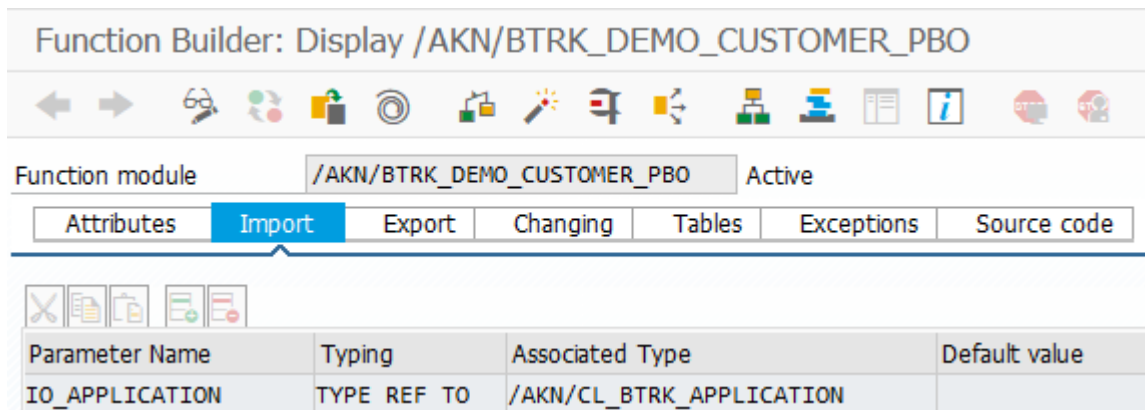 Function Builder: Display /AKN/BTRK_DEMO_CUSTOMER_PBO
Function module /AKN/BTRK_DEMO_CUSTOMER_PBO Active
Attributes Import Export Changing Tables Exceptions Source code
Parameter Name Typing Associated Type Default value
IO_APPLICATION TYPE REF TO /AKN/CL_BTRK_APPLICATION